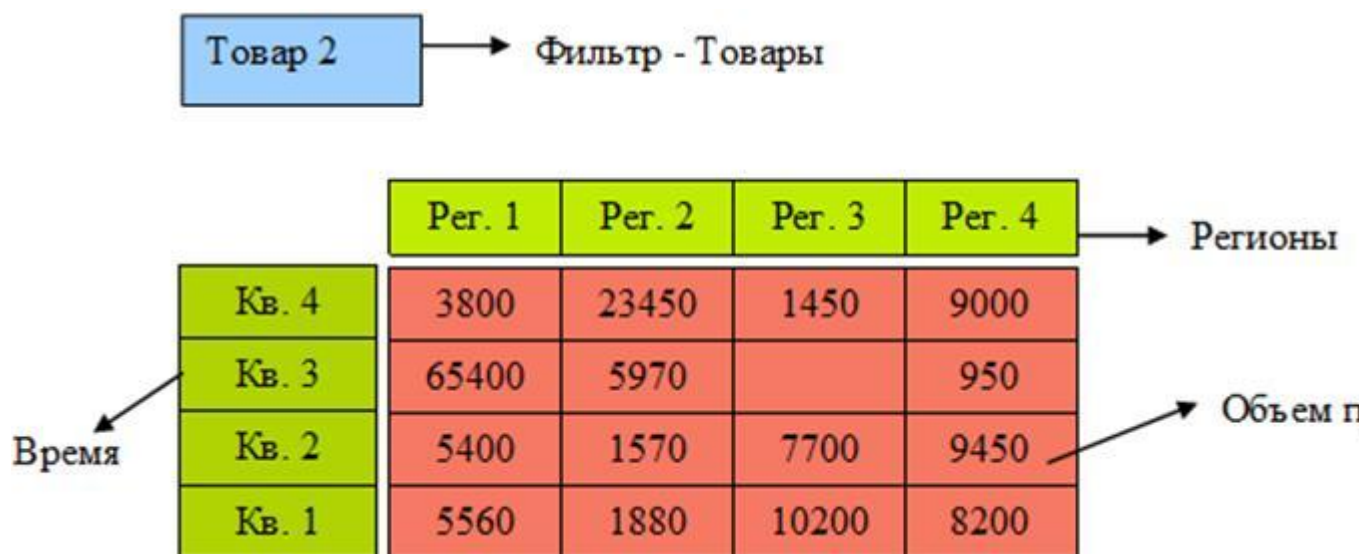 Товар 2 Фильтр - Товары
Рег. 1 Рег. 2 Рег. 3 Рег. 4 Регионы
Кв. 4 3800 23450 1450 9000
Кв. 3 65400 5970 950
Объем
Время Кв. 2 5400 1570 7700 9450
Кв. 1 5560 1880 10200 8200